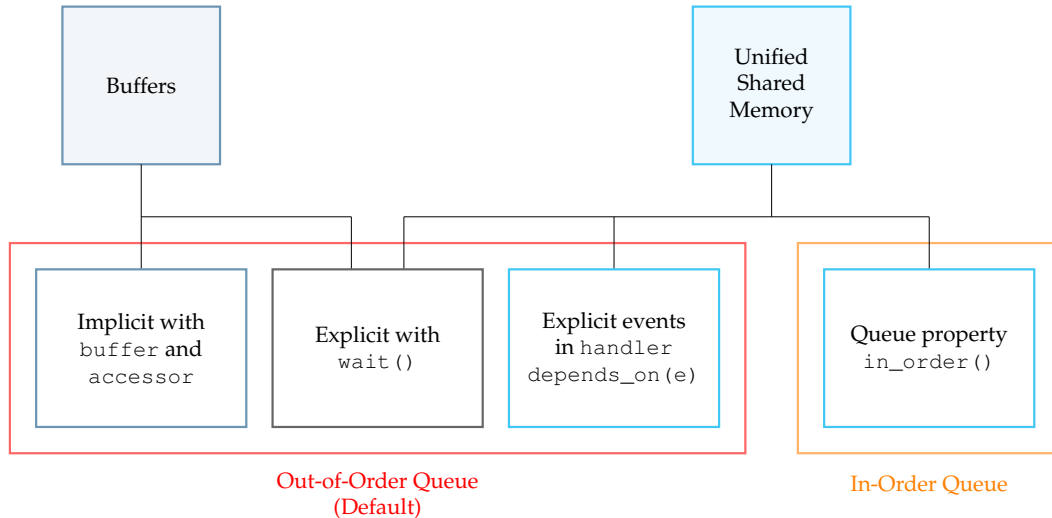 Buffers
Unified
Shared
Memory
Implicit with
buffer and
accessor
Explicit with
wait()
Explicit events
in handler
depends_on(e)
Queue property
in_order()
Out-of-Order Queue
(Default)
In-Order Queue